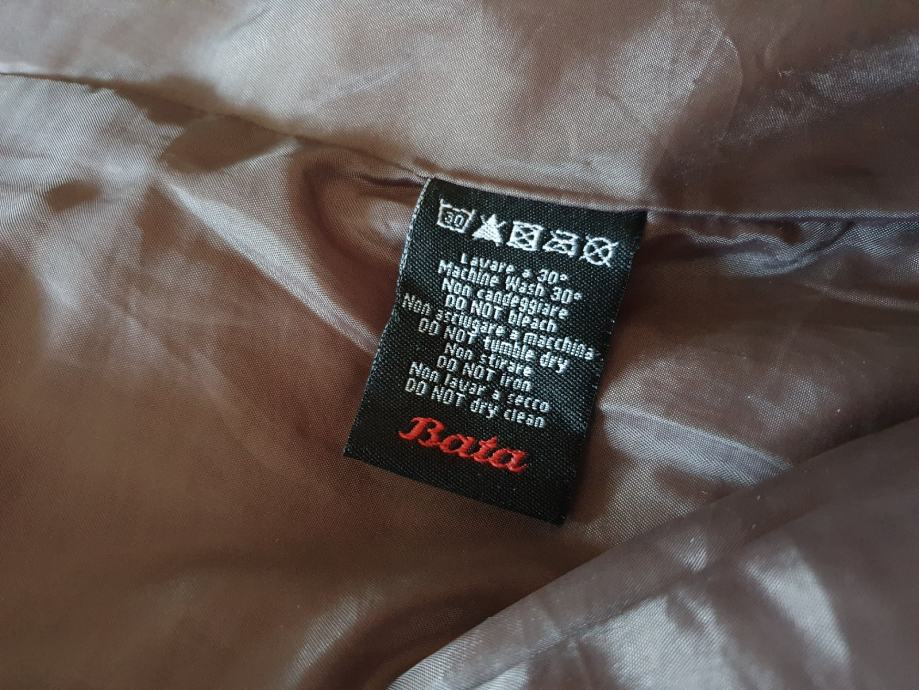 30
Lavare a 30°
Machine Wash 30°
Non candeggiare
DO NOT bleach
Non asciugare a macchina
DO NOT tumble dry
Non stirare
DO NOT iron
Non lavar a secco
DO NOT dry clean
Bata